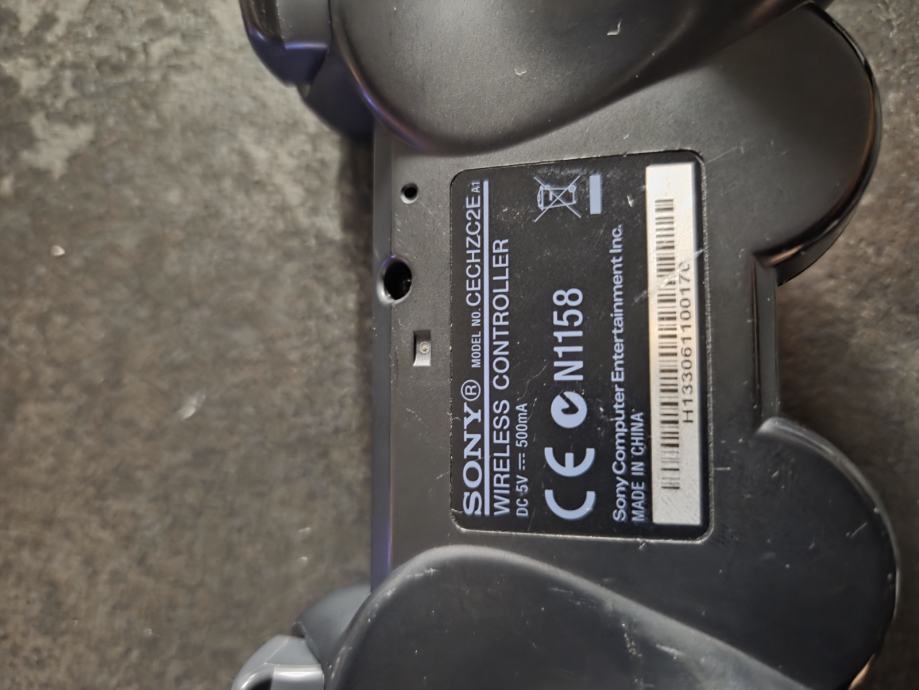 SONY® MODEL NO. CECHZC2E A1
WIRELESS CONTROLLER
DC 5V ⎓ 500mA
CE N1158
Sony Computer Entertainment Inc.
MADE IN CHINA